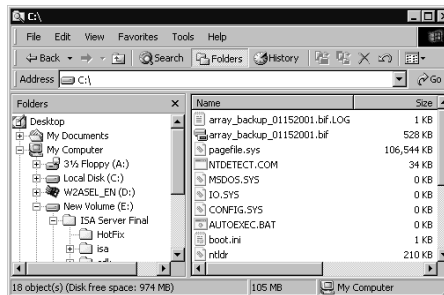 C:\
File Edit View Favorites Tools Help
Back Search Folders History
Address C:\ Go
Folders
Desktop
My Documents
My Computer
3½ Floppy (A:)
Local Disk (C:)
W2ASEL_EN (D:)
New Volume (E:)
ISA Server Final
HotFix
isa
Name Size
array_backup_01152001.bif.LOG 1 KB
array_backup_01152001.bif 528 KB
pagefile.sys 106,544 KB
NTDETECT.COM 34 KB
MSDOS.SYS 0 KB
IO.SYS 0 KB
CONFIG.SYS 0 KB
AUTOEXEC.BAT 0 KB
boot.ini 1 KB
ntldr 210 KB
18 object(s) (Disk free space: 974 MB) 105 MB My Computer